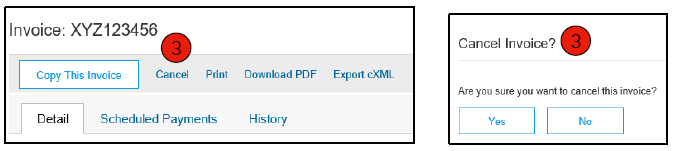 Invoice: XYZ123456
3
Copy This Invoice Cancel Print Download PDF Export cXML
Detail Scheduled Payments History
Cancel Invoice? 3
Are you sure you want to cancel this invoice?
Yes No